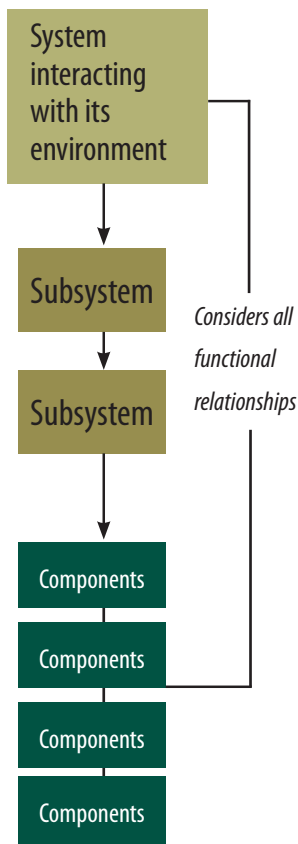 System
interacting
with its
environment
Subsystem
Considers all
functional
relationships
Subsystem
Components
Components
Components
Components